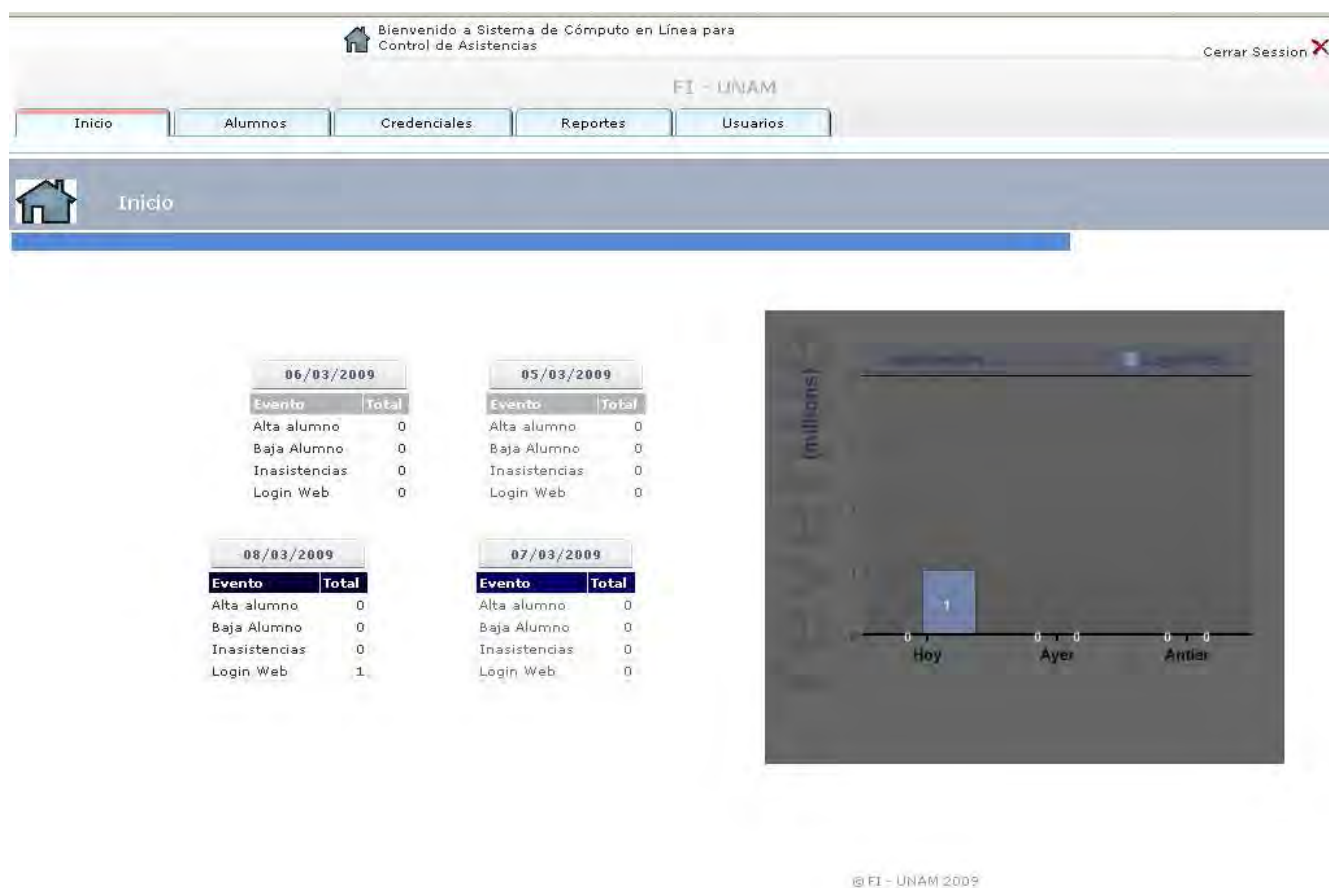 Bienvenido a Sistema de Cómputo en Línea para
Control de Asistencias
Cerrar Session
FI - UNAM
Inicio
Alumnos
Credenciales
Reportes
Usuarios
Inicio
06/03/2009
Evento Total
Alta alumno 0
Baja Alumno 0
Inasistencias 0
Login Web 0
05/03/2009
Evento Total
Alta alumno 0
Baja Alumno 0
Inasistencias 0
Login Web 0
08/03/2009
Evento Total
Alta alumno 0
Baja Alumno 0
Inasistencias 0
Login Web 1
07/03/2009
Evento Total
Alta alumno 0
Baja Alumno 0
Inasistencias 0
Login Web 0
(millions)
1
0 0 0 0 0
Hoy Ayer Antier
© FI - UNAM 2009